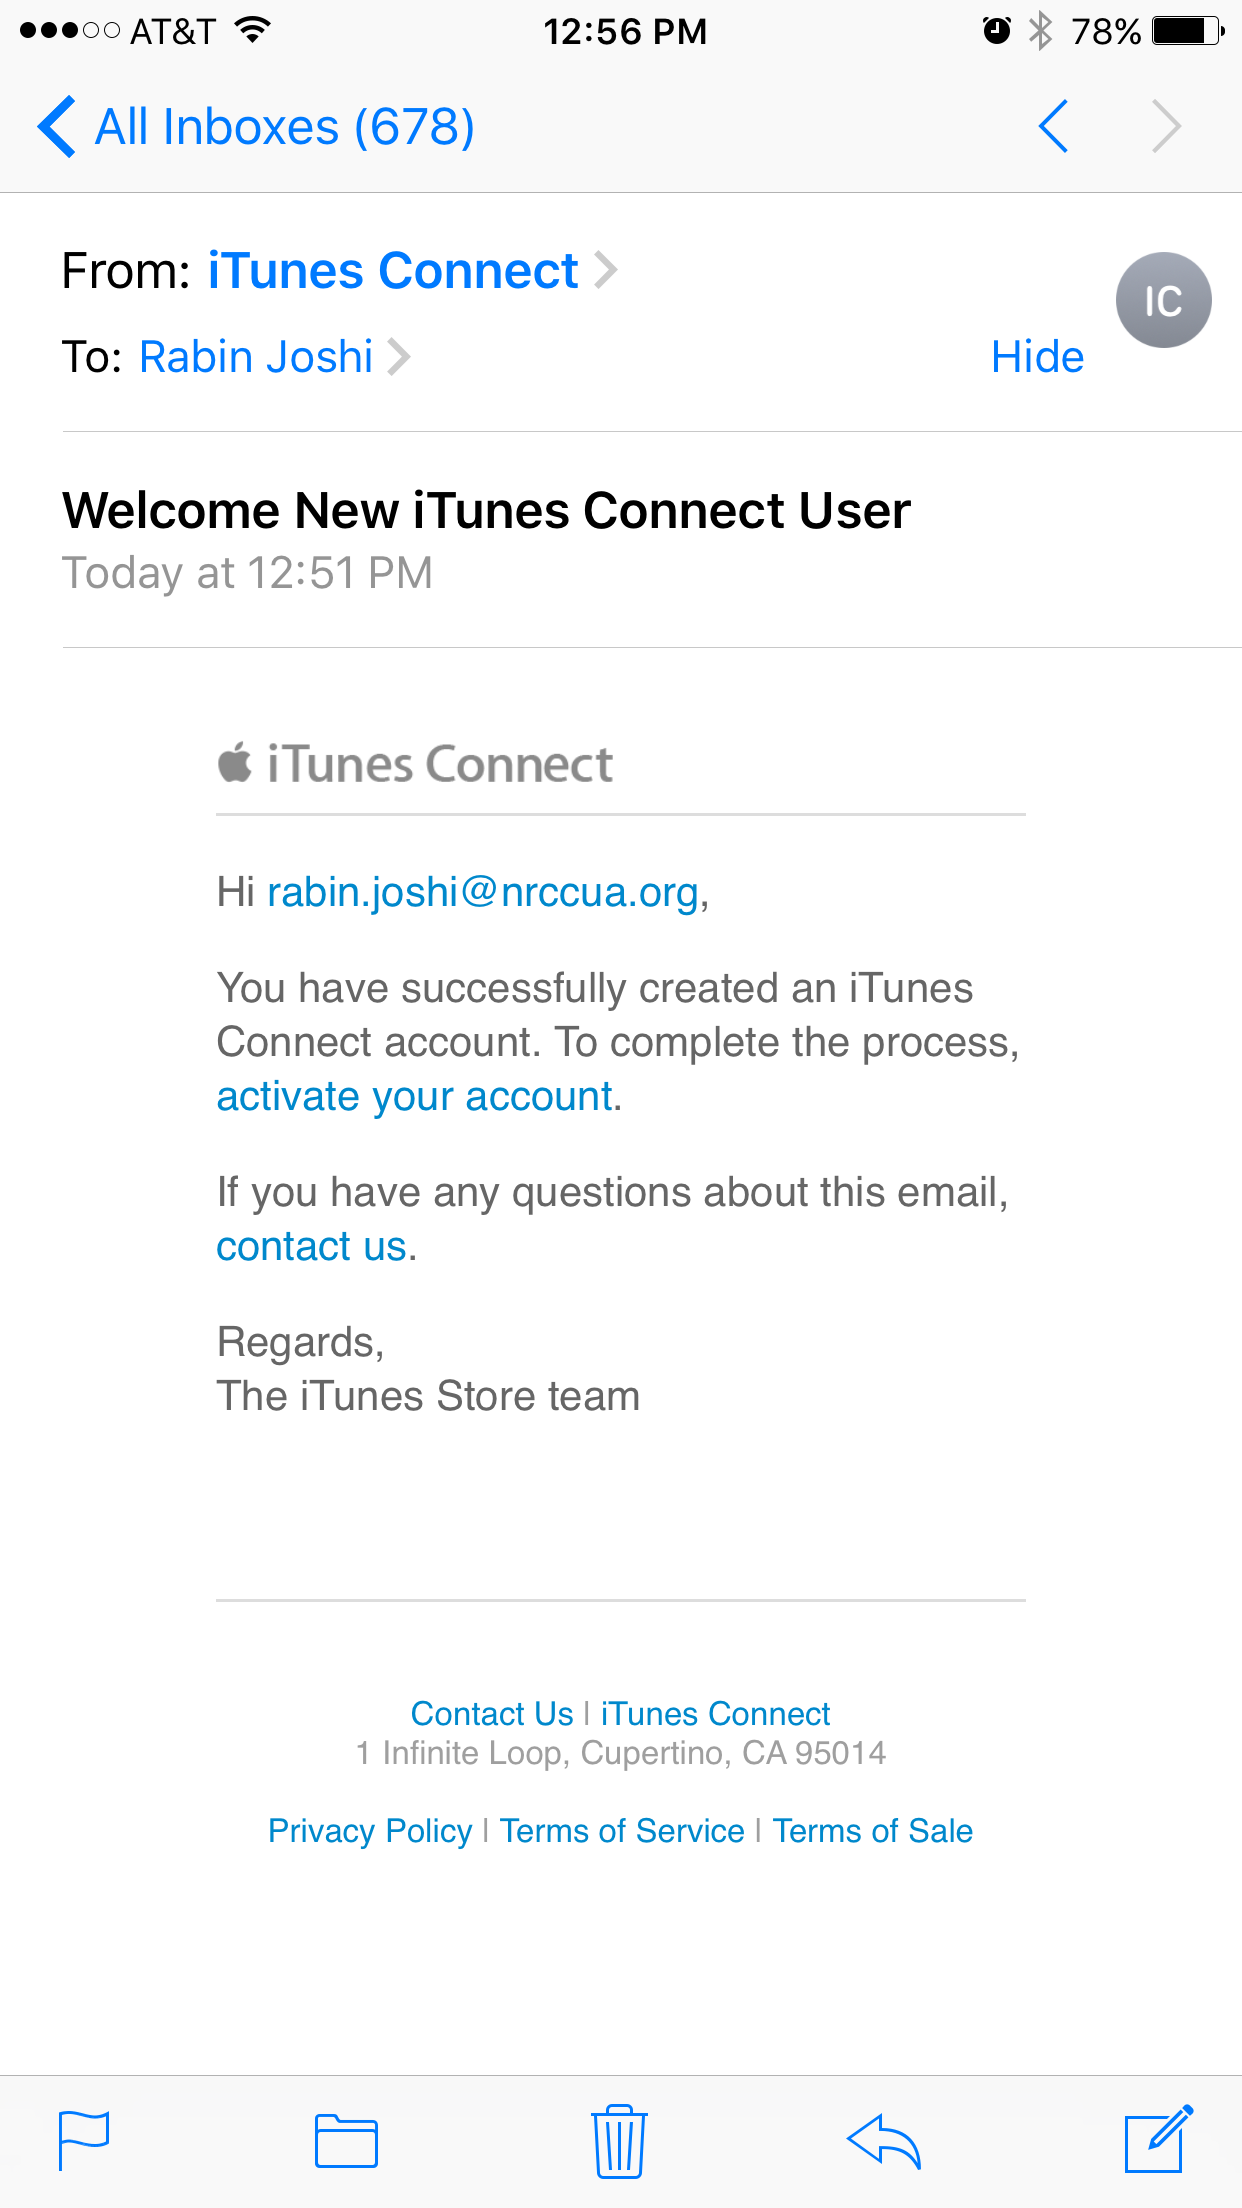 AT&T 12:56 PM 78%
All Inboxes (678)
From: iTunes Connect
IC
To: Rabin Joshi Hide
Welcome New iTunes Connect User
Today at 12:51 PM
iTunes Connect
Hi rabin.joshi@nrccua.org,
You have successfully created an iTunes
Connect account. To complete the process,
activate your account.
If you have any questions about this email,
contact us.
Regards,
The iTunes Store team
Contact Us | iTunes Connect
1 Infinite Loop, Cupertino, CA 95014
Privacy Policy | Terms of Service | Terms of Sale